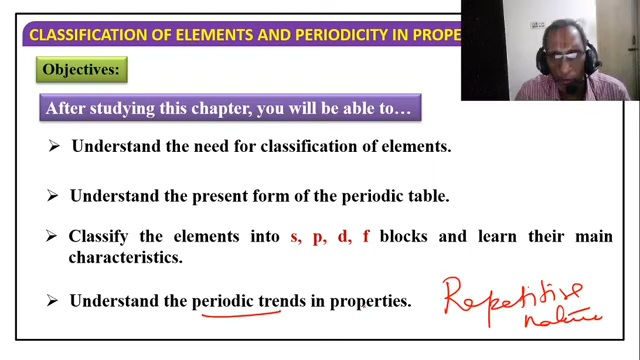 CLASSIFICATION OF ELEMENTS AND PERIODICITY IN PROPE
Objectives:
After studying this chapter, you will be able to…
➢ Understand the need for classification of elements.
➢ Understand the present form of the periodic table.
➢ Classify the elements into s, p, d, f blocks and learn their main
characteristics.
➢ Understand the periodic trends in properties.
Repetitive
nature